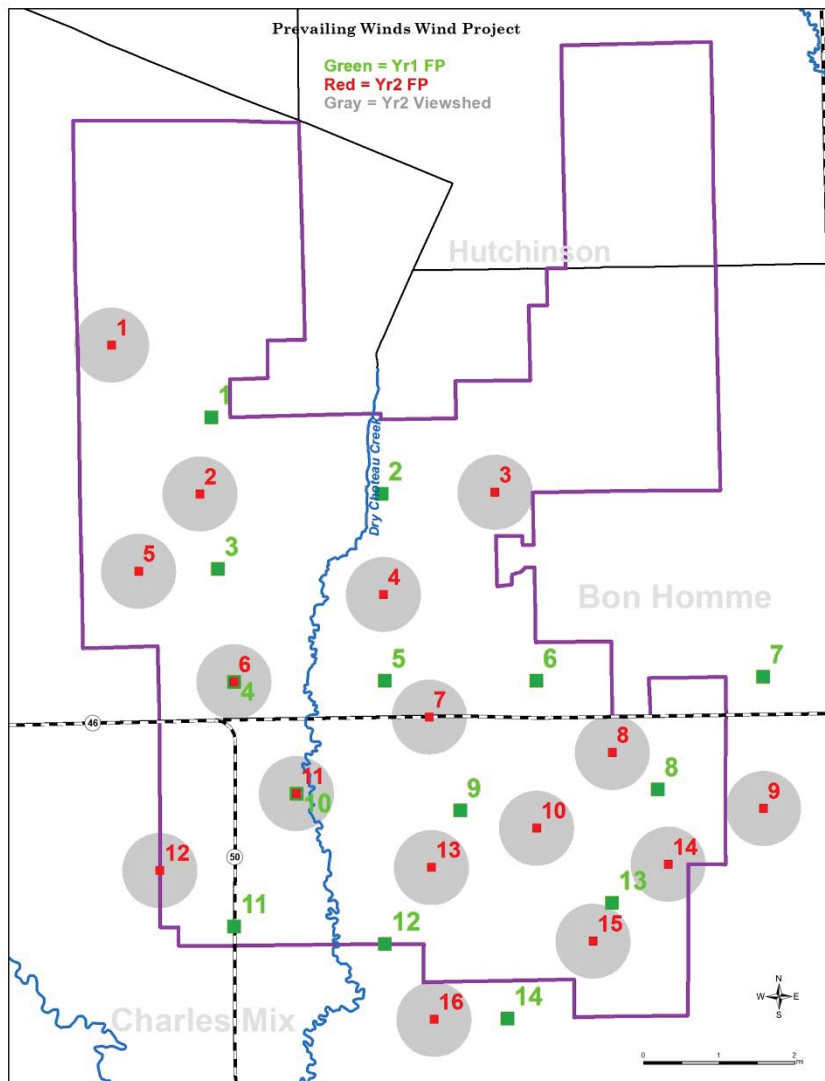 Prevailing Winds Wind Project
Green = Yr1 FP
Red = Yr2 FP
Gray = Yr2 Viewshed
Hutchinson
1
1
2
2
3
Dry Choteau Creek
3
5
4
Bon Homme
6
4
5
6
7
46
7
8
8
11
10
9
10
9
12
50
13
14
13
11
12
15
16
14
Charles Mix
N
W E
S
0 1 2
mi